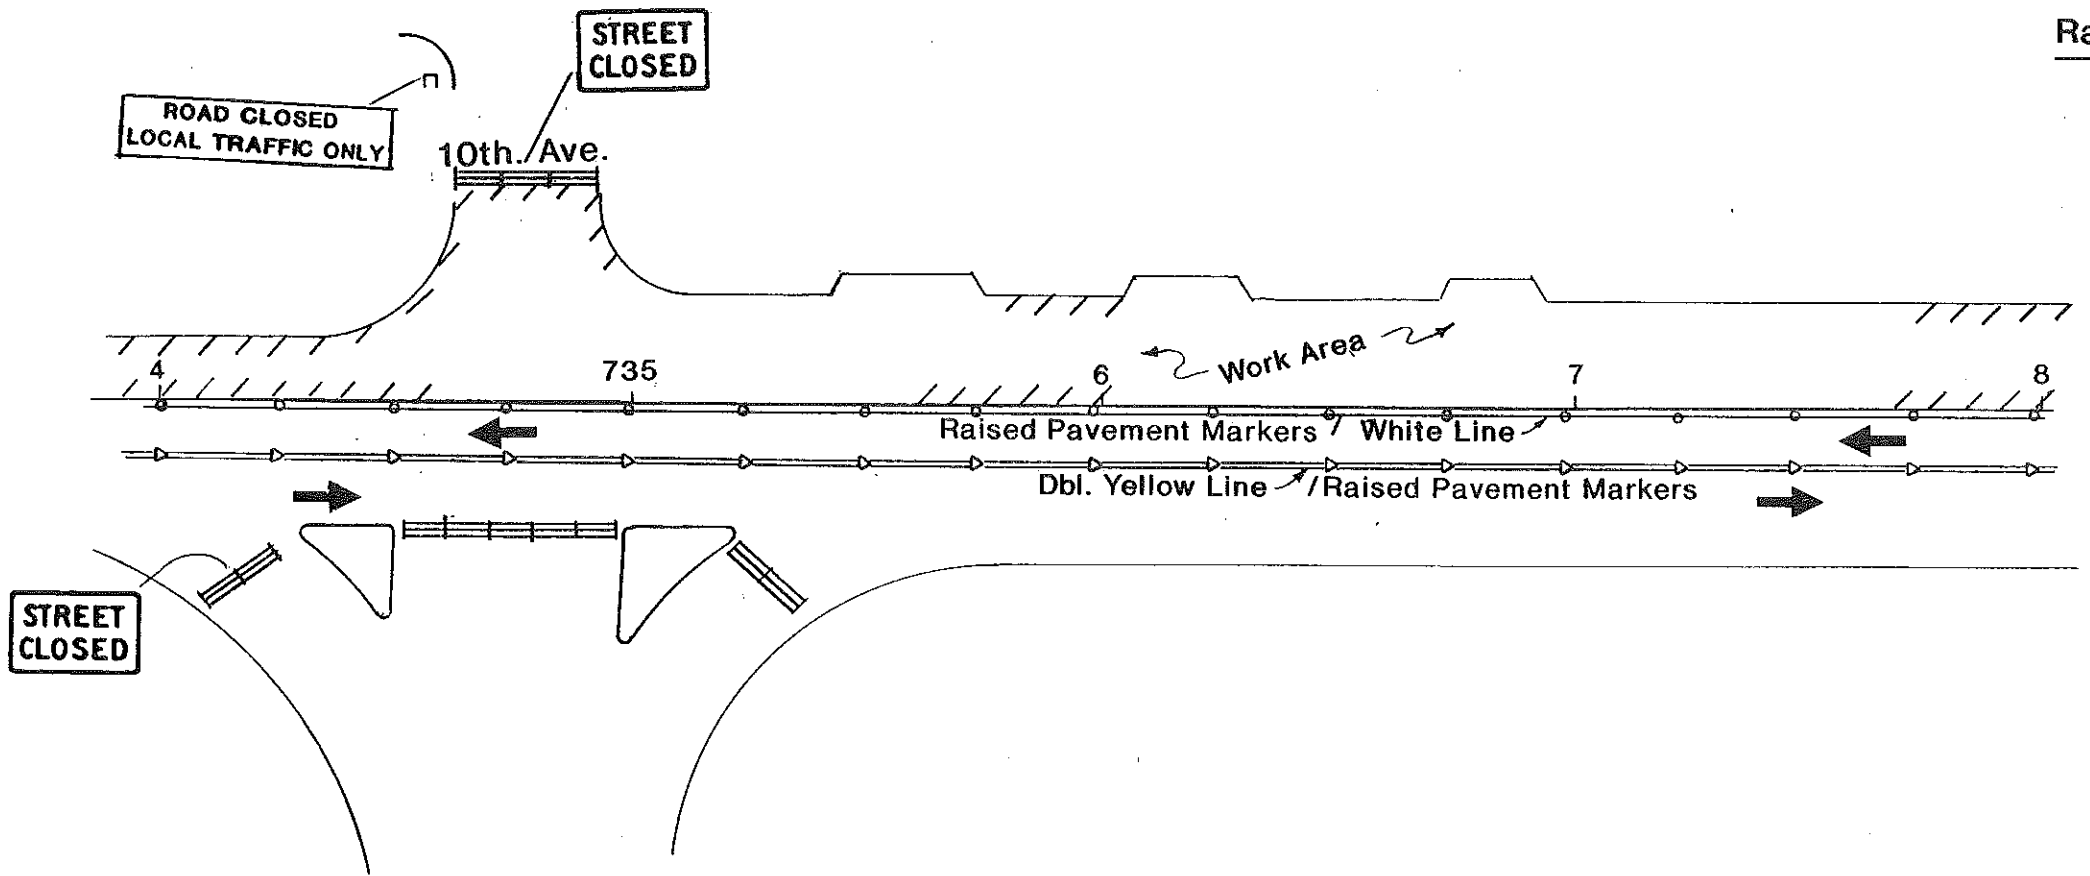 STREET
CLOSED
Ra
ROAD CLOSED
LOCAL TRAFFIC ONLY
10th. Ave.
Work Area
4
735
6
7
8
Raised Pavement Markers / White Line
Dbl. Yellow Line / Raised Pavement Markers
STREET
CLOSED